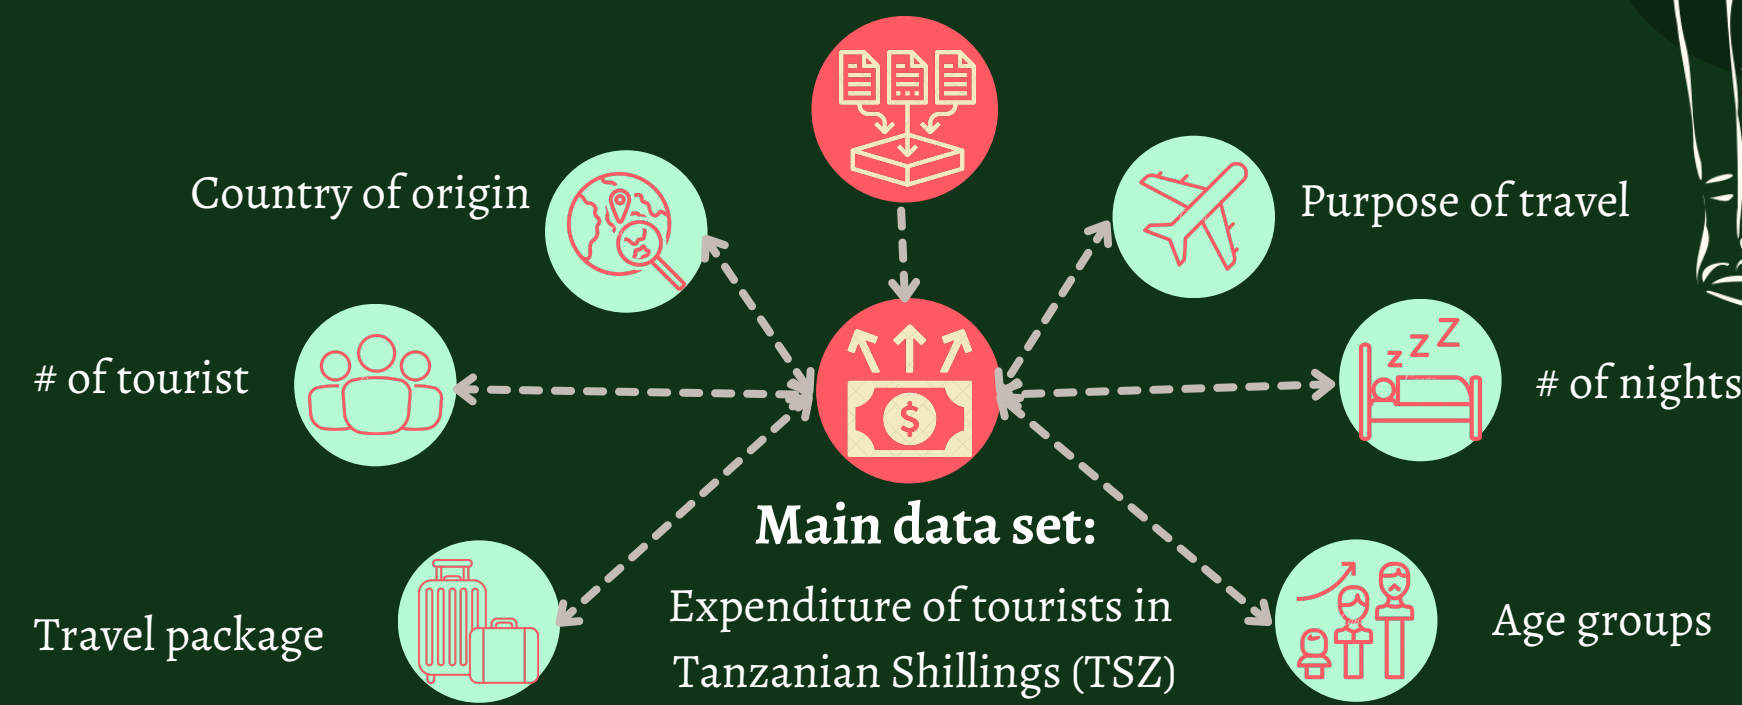 Country of origin
Purpose of travel
# of tourist
# of nights
Z
Z
Z
$
Main data set:
Expenditure of tourists in
Tanzanian Shillings (TSZ)
Travel package
Age groups